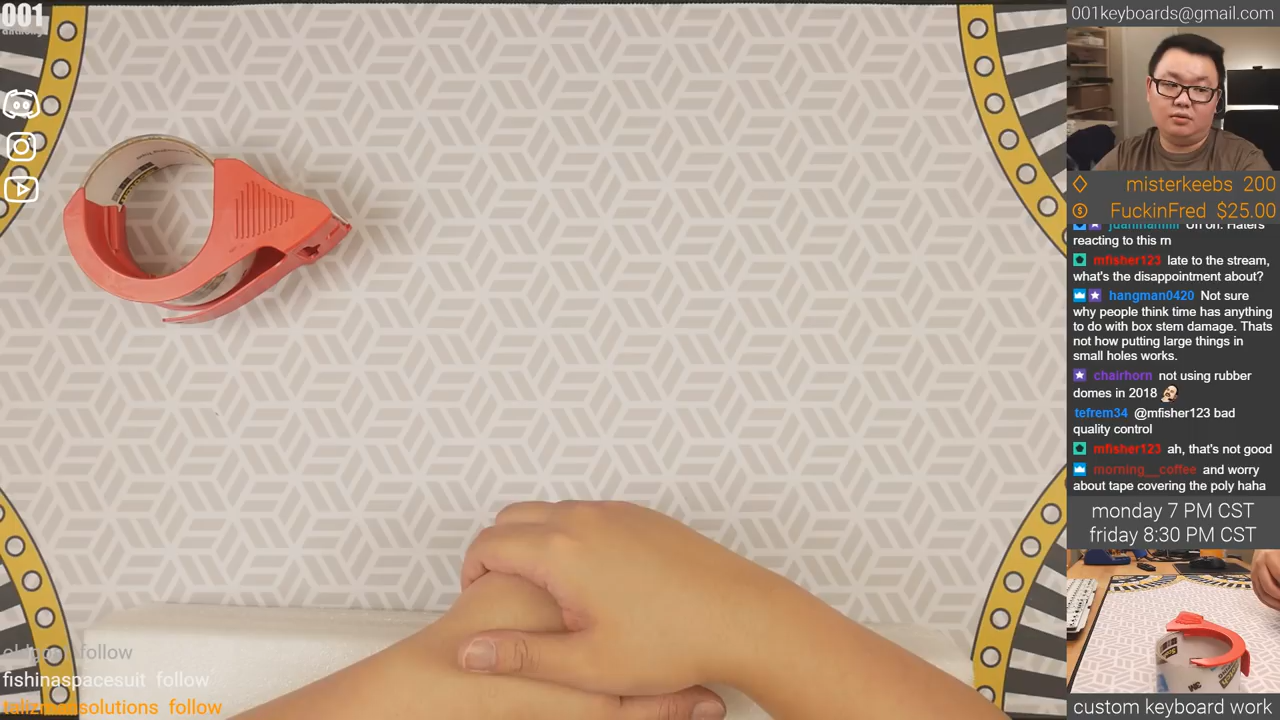 001
001keyboards@gmail.com
misterkeebs 200
FuckinFred $25.00
reacting to this rn
mfisher123 late to the stream,
what's the disappointment about?
hangman0420 Not sure
why people think time has anything
to do with box stem damage. Thats
not how putting large things in
small holes works.
chairhorn not using rubber
domes in 2018
tefrem34 @mfisher123 bad
quality control
mfisher123 ah, that's not good
morning__coffee and worry
about tape covering the poly haha
monday 7 PM CST
friday 8:30 PM CST
follow
fishinaspacesuit follow
follow
custom keyboard work